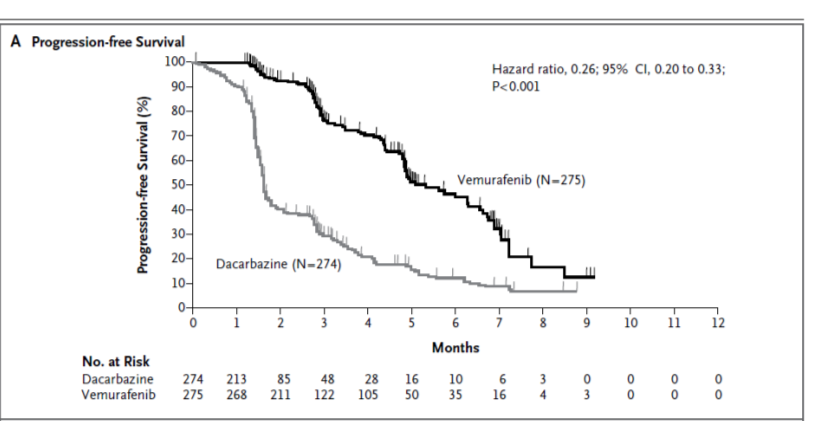 A Progression-free Survival
Hazard ratio, 0.26; 95% CI, 0.20 to 0.33;
P<0.001
Progression-free Survival (%)
100
90
80
70
60
50
40
30
20
10
0
Vemurafenib (N=275)
Dacarbazine (N=274)
0 1 2 3 4 5 6 7 8 9 10 11 12
Months
No. at Risk
Dacarbazine 274 213 85 48 28 16 10 6 3 0 0 0 0
Vemurafenib 275 268 211 122 105 50 35 16 4 3 0 0 0